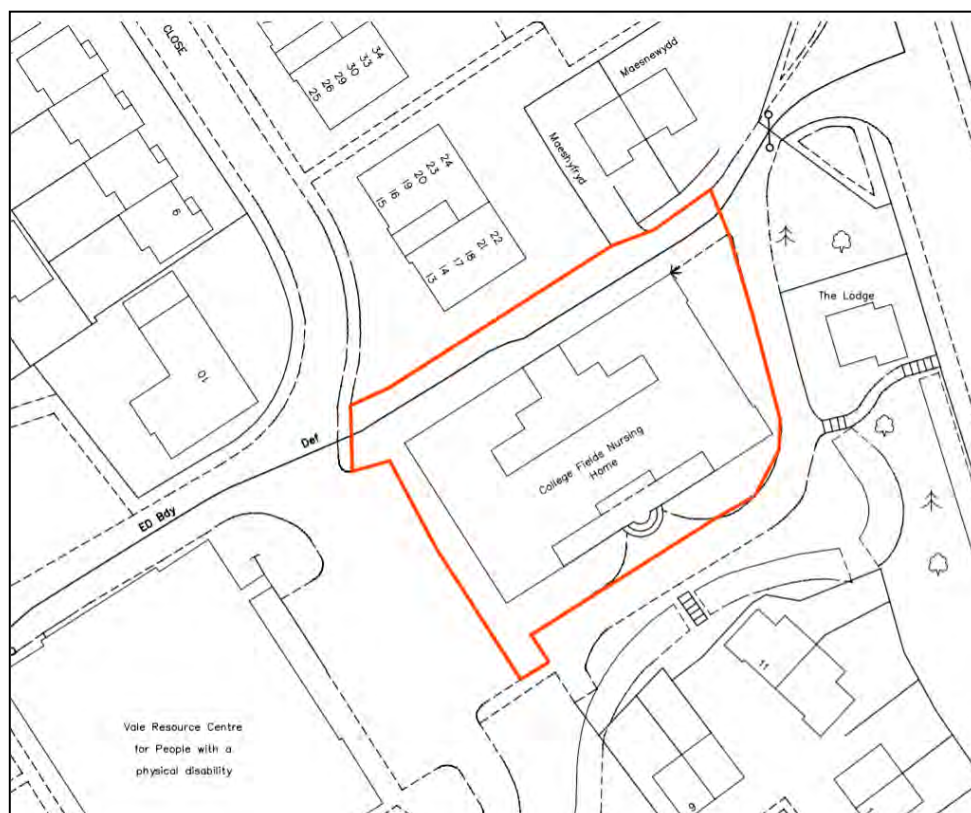 CLOSE
34
33
30
29
26
25
Maesnewydd
Maeshyfryd
24
23
20
19
16
15
22
21
18
17
14
13
9
10
The Lodge
College Fields Nursing
Home
Def
ED Bdy
11
9
Vale Resource Centre
for People with a
physical disability